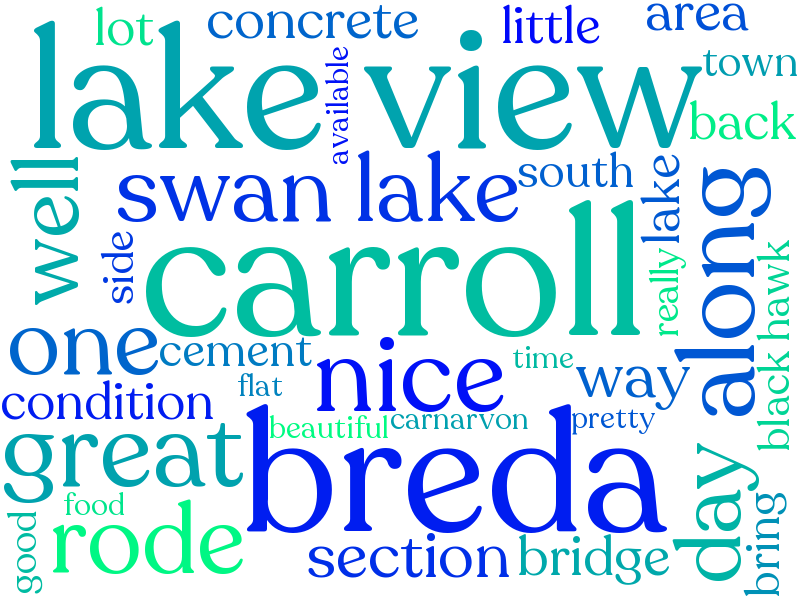 lot
concrete
little
area
lake view
available
town
back
well
swan lake
south
lake
along
side
carroll
really
black hawk
one
cement
nice
time
way
flat
condition
beautiful
carnarvon
pretty
great
breda
day
food
good
rode
section
bridge
bring